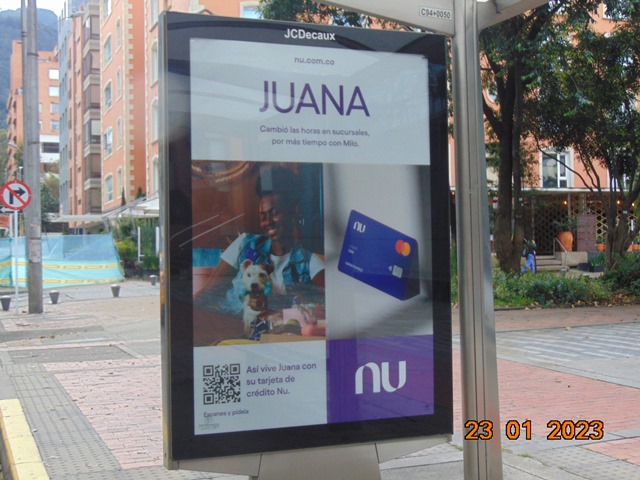 C94+0050
JCDecaux
nu.com.co
JUANA
Cambió las horas en sucursales,
por más tiempo con Milo.
nu
Así vive Juana con
su tarjeta de
crédito Nu.
Escanea y pídela
nu
23 01 2023